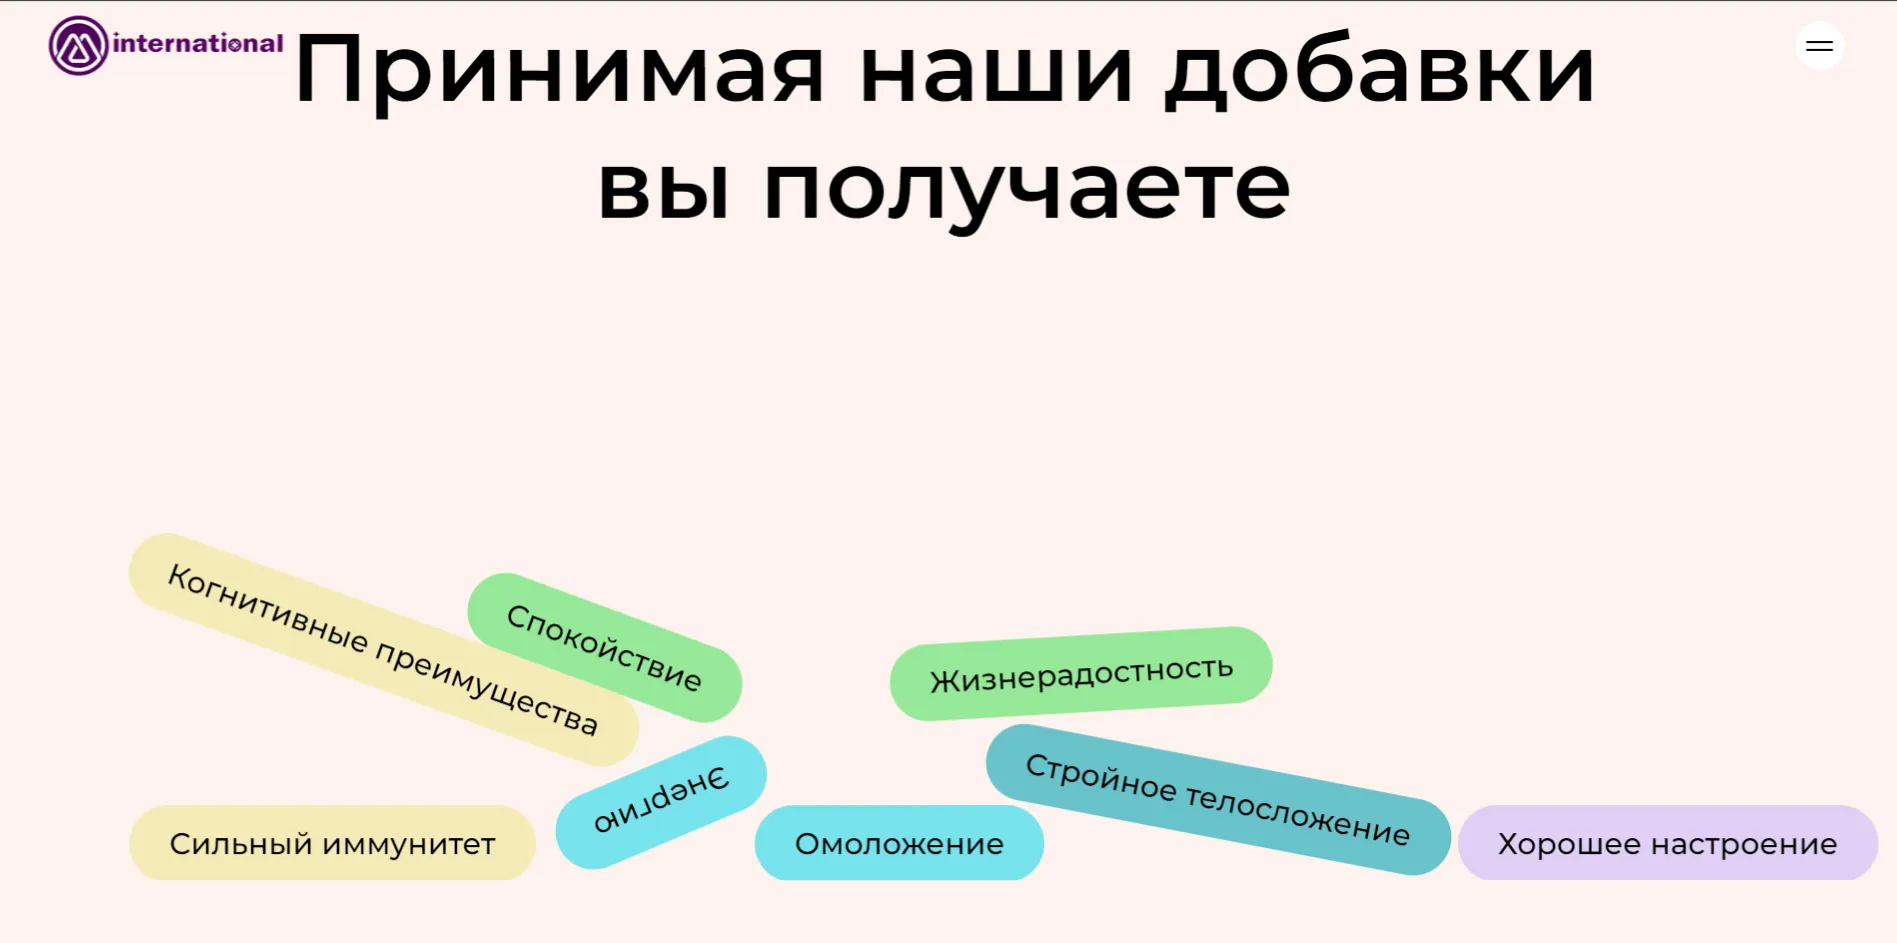 international
Принимая наши добавки
вы получаете
Когнитивные преимущества
Спокойствие
Жизнерадостность
Энергию
Стройное телосложение
Сильный иммунитет
Омоложение
Хорошее настроение